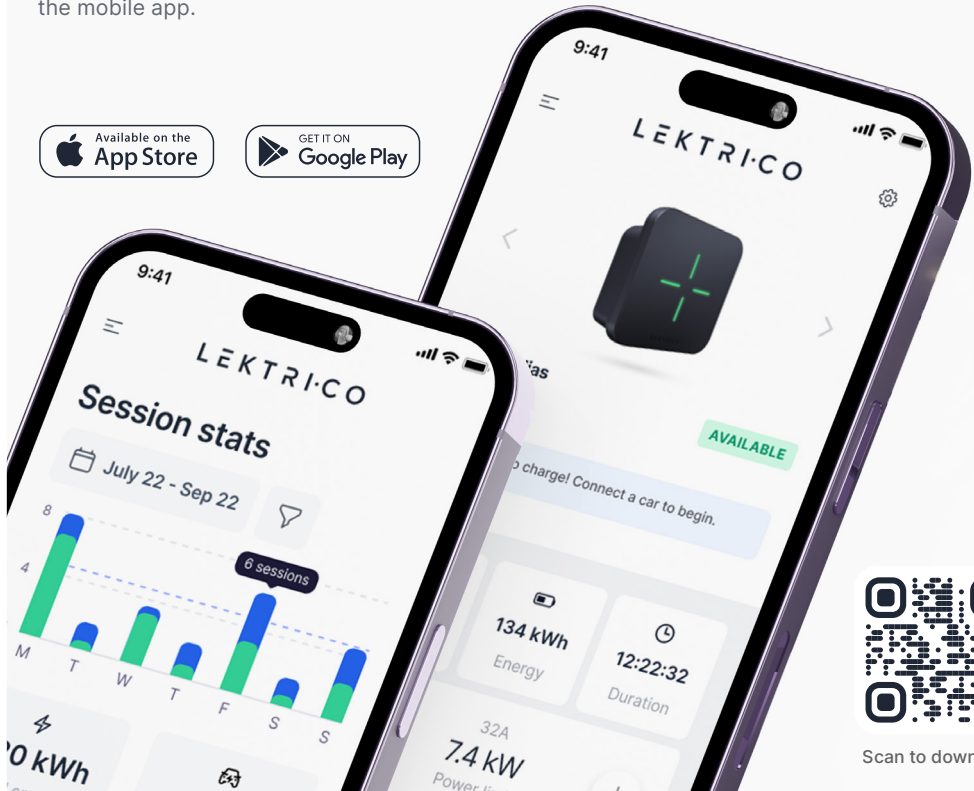 the mobile app.
Available on the
App Store
GET IT ON
Google Play
9:41
LEKTRI·CO
AVAILABLE
charge! Connect a car to begin.
134 kWh
Energy
12:22:32
Duration
32A
7.4 kW
Power
9:41
LEKTRI·CO
Session stats
July 22 - Sep 22
8
4
6 sessions
M T W T F S S
0 kWh
Scan to down